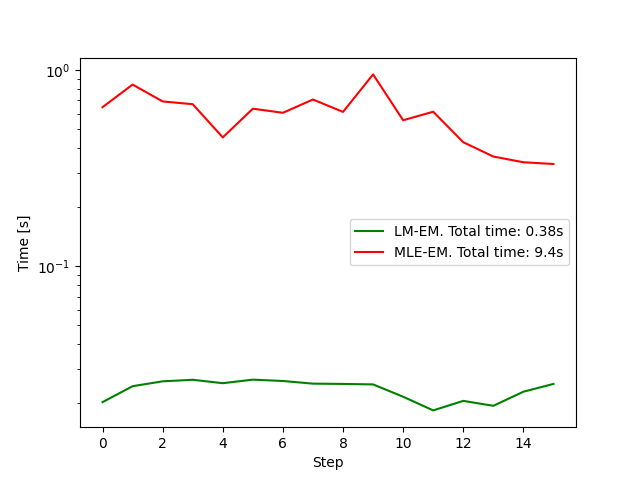 10⁰
10⁻¹
Time [s]
LM-EM. Total time: 0.38s
MLE-EM. Total time: 9.4s
0 2 4 6 8 10 12 14
Step